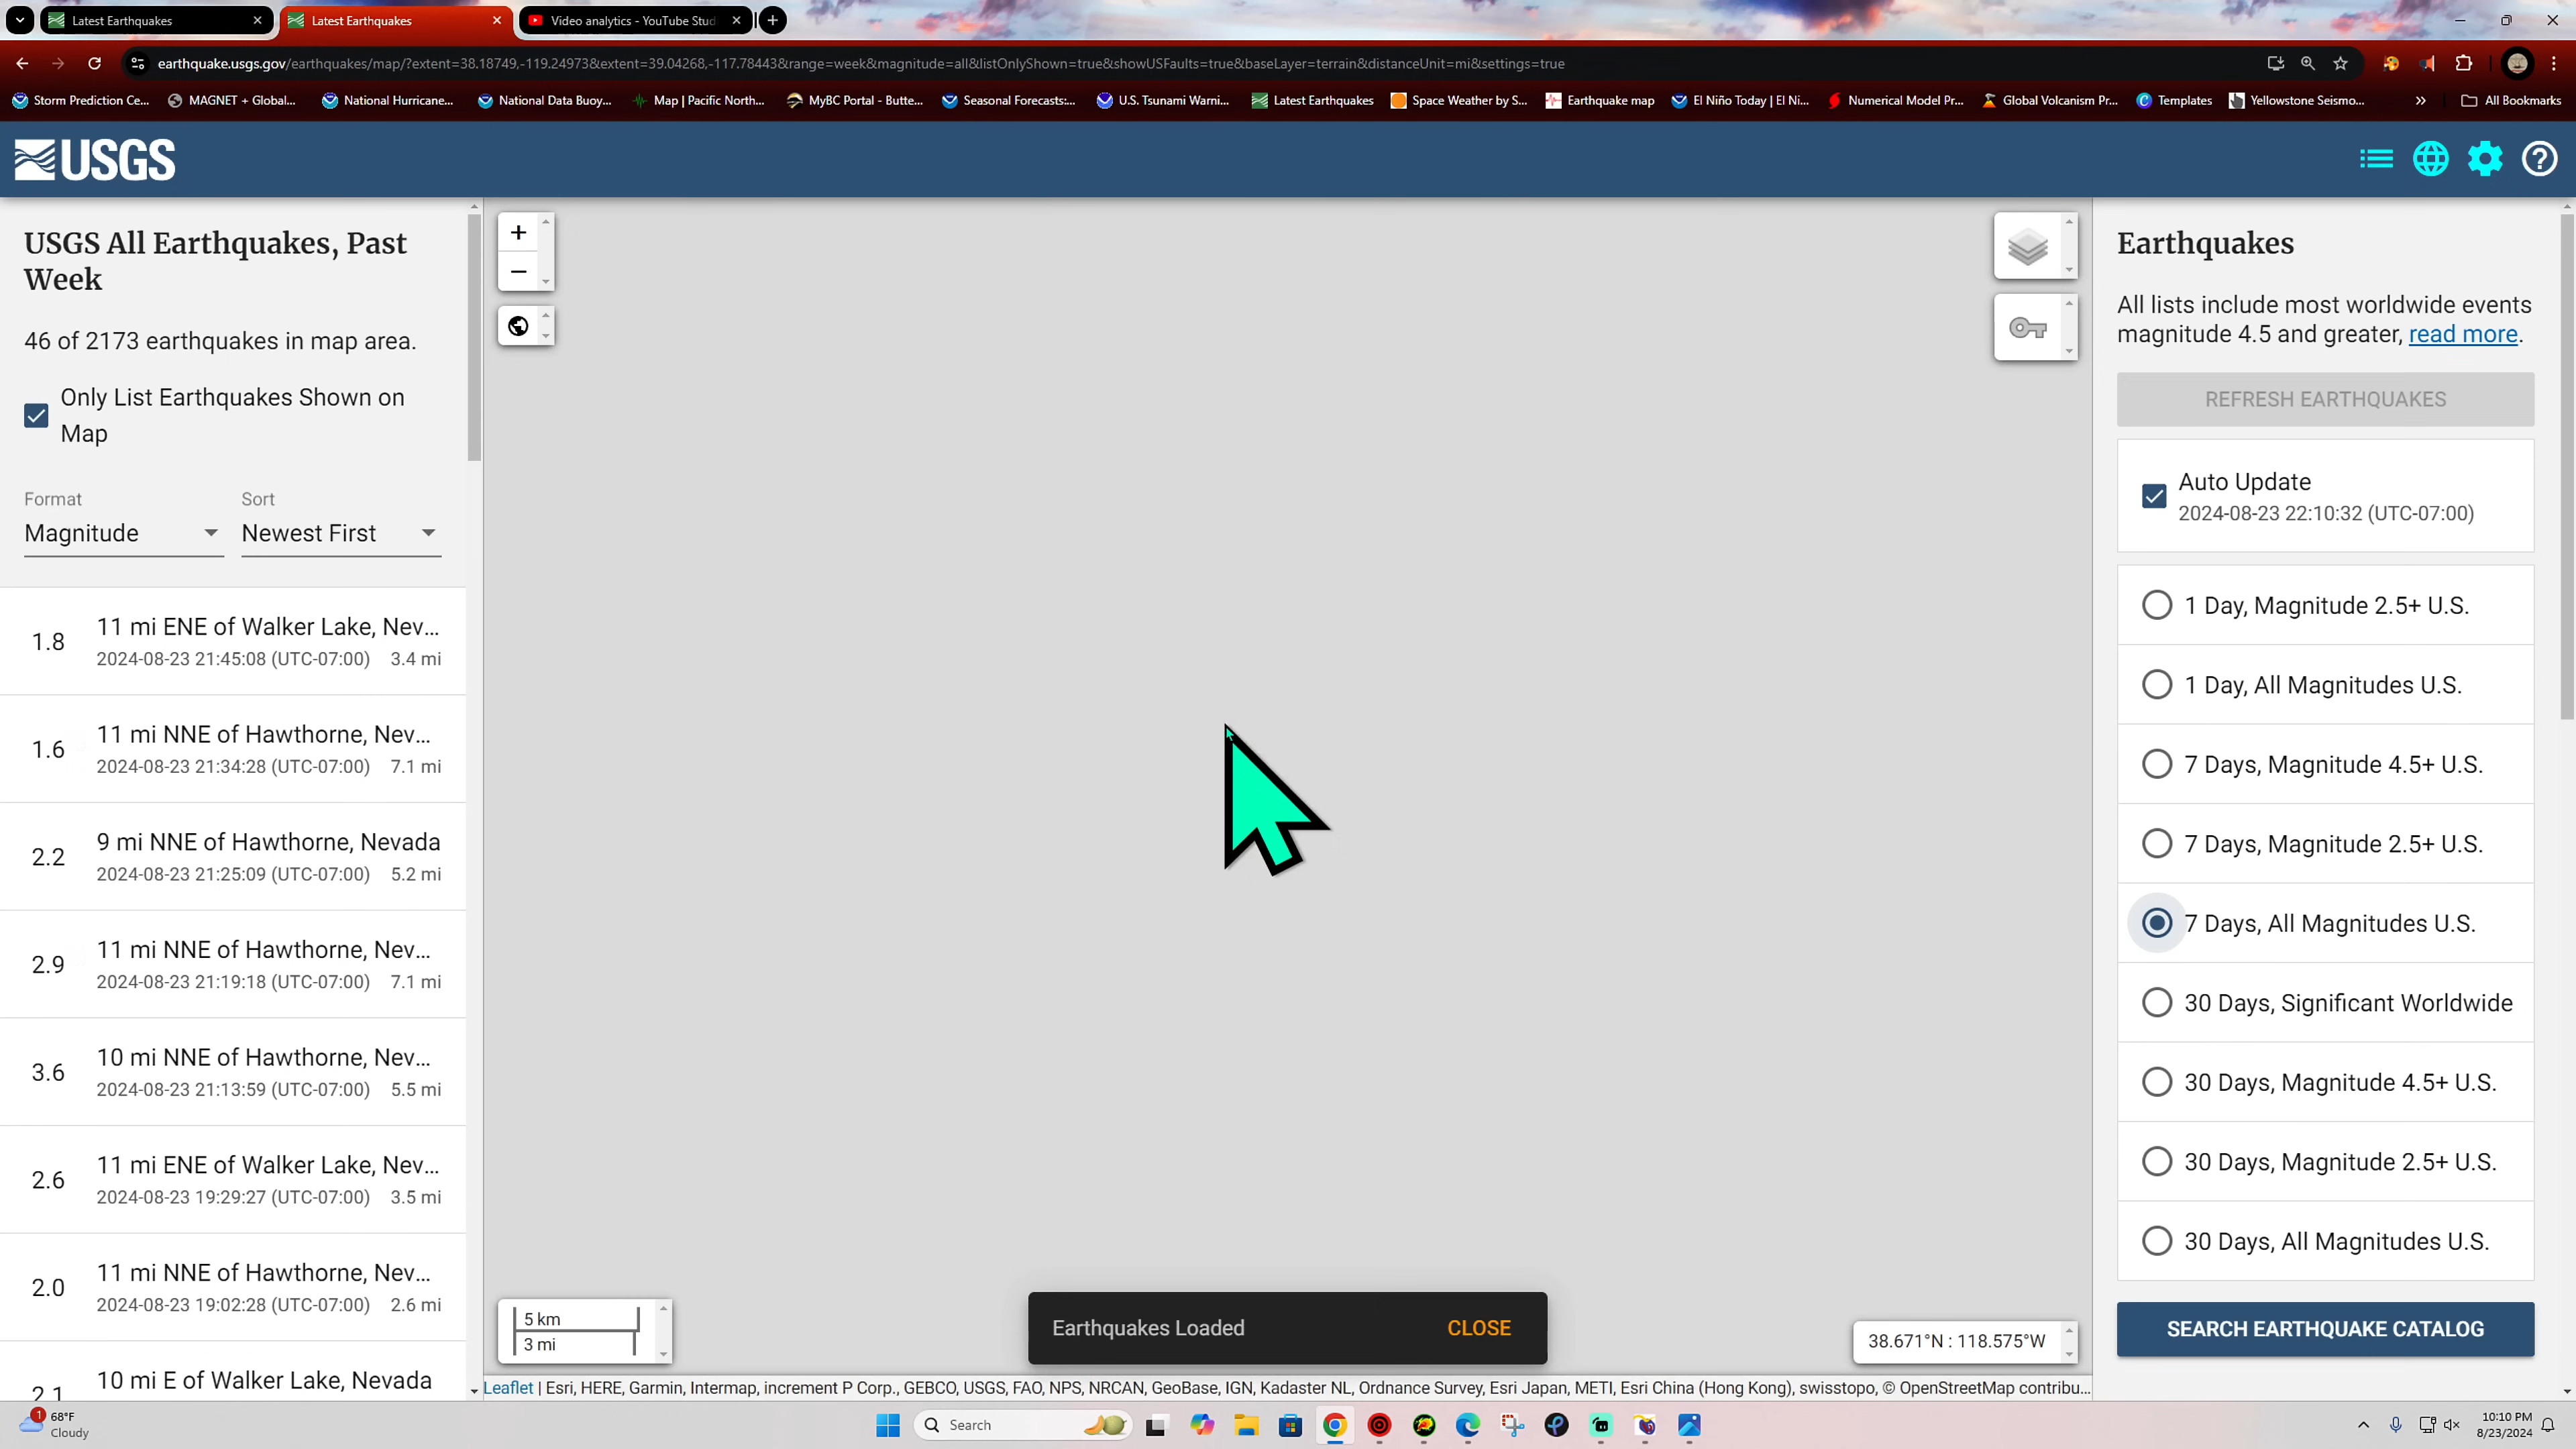 Latest Earthquakes
Latest Earthquakes
Video analytics - YouTube Stud
earthquake.usgs.gov/earthquakes/map/?extent=38.18749,-119.24973&extent=39.04268,-117.78443&range=week&magnitude=all&listOnlyShown=true&showUSFaults=true&baseLayer=terrain&distanceUnit=mi&settings=true
Storm Prediction Ce... MAGNET + Global... National Hurricane... National Data Buoy... Map | Pacific North... MyBC Portal - Butte... Seasonal Forecasts:... U.S. Tsunami Warni... Latest Earthquakes Space Weather by S... Earthquake map El Niño Today | El Ni... Numerical Model Pr... Global Volcanism Pr... Templates Yellowstone Seismo... » All Bookmarks
USGS
USGS All Earthquakes, Past
Week
46 of 2173 earthquakes in map area.
Only List Earthquakes Shown on
Map
Format Sort
Magnitude Newest First
1.8 11 mi ENE of Walker Lake, Nev...
2024-08-23 21:45:08 (UTC-07:00) 3.4 mi
1.6 11 mi NNE of Hawthorne, Nev...
2024-08-23 21:34:28 (UTC-07:00) 7.1 mi
2.2 9 mi NNE of Hawthorne, Nevada
2024-08-23 21:25:09 (UTC-07:00) 5.2 mi
2.9 11 mi NNE of Hawthorne, Nev...
2024-08-23 21:19:18 (UTC-07:00) 7.1 mi
3.6 10 mi NNE of Hawthorne, Nev...
2024-08-23 21:13:59 (UTC-07:00) 5.5 mi
2.6 11 mi ENE of Walker Lake, Nev...
2024-08-23 19:29:27 (UTC-07:00) 3.5 mi
2.0 11 mi NNE of Hawthorne, Nev...
2024-08-23 19:02:28 (UTC-07:00) 2.6 mi
2.1 10 mi E of Walker Lake, Nevada
+
−
5 km
3 mi
Earthquakes Loaded CLOSE
38.671°N : 118.575°W
Leaflet | Esri, HERE, Garmin, Intermap, increment P Corp., GEBCO, USGS, FAO, NPS, NRCAN, GeoBase, IGN, Kadaster NL, Ordnance Survey, Esri Japan, METI, Esri China (Hong Kong), swisstopo, © OpenStreetMap contribu...
Earthquakes
All lists include most worldwide events
magnitude 4.5 and greater, read more.
REFRESH EARTHQUAKES
Auto Update
2024-08-23 22:10:32 (UTC-07:00)
1 Day, Magnitude 2.5+ U.S.
1 Day, All Magnitudes U.S.
7 Days, Magnitude 4.5+ U.S.
7 Days, Magnitude 2.5+ U.S.
7 Days, All Magnitudes U.S.
30 Days, Significant Worldwide
30 Days, Magnitude 4.5+ U.S.
30 Days, Magnitude 2.5+ U.S.
30 Days, All Magnitudes U.S.
SEARCH EARTHQUAKE CATALOG
1
68°F
Cloudy
Search
10:10 PM
8/23/2024